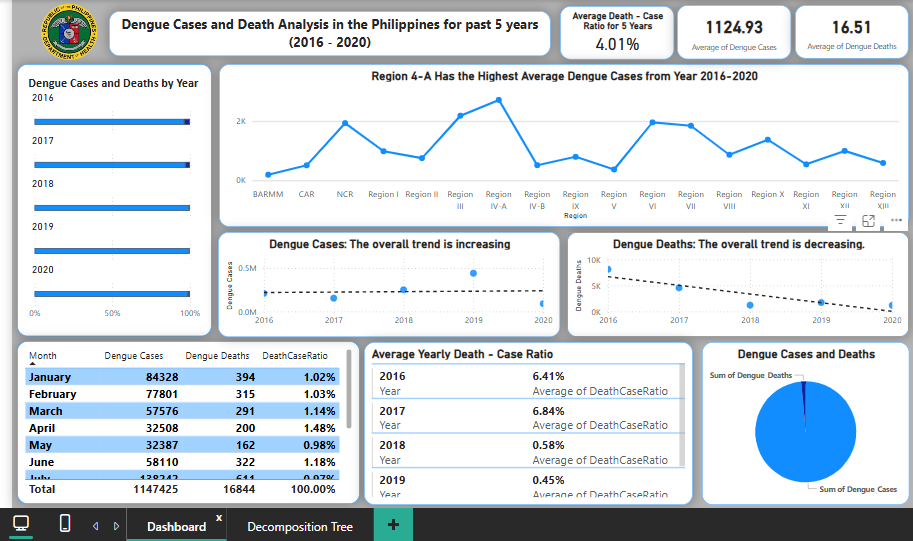 Dengue Cases and Death Analysis in the Philippines for past 5 years
(2016 - 2020)
Average Death - Case
Ratio for 5 Years
4.01%
1124.93
Average of Dengue Cases
16.51
Average of Dengue Deaths
Dengue Cases and Deaths by Year
2016
2017
2018
2019
2020
0% 50% 100%
Region 4-A Has the Highest Average Dengue Cases from Year 2016-2020
2K
0K
BARMM CAR NCR Region I Region II Region III Region IV-A Region IV-B Region IX Region V Region VI Region VII Region VIII Region X Region XI Region XII Region XIII
Region
Dengue Cases: The overall trend is increasing
Dengue Cases
0.5M
0.0M
2016 2017 2018 2019 2020
Dengue Deaths: The overall trend is decreasing.
Dengue Deaths
10K
5K
0K
2016 2017 2018 2019 2020
Month Dengue Cases Dengue Deaths DeathCaseRatio
January 84328 394 1.02%
February 77801 315 1.03%
March 57576 291 1.14%
April 32508 200 1.48%
May 32387 162 0.98%
June 58110 322 1.18%
July 138242 611 0.97%
Total 1147425 16844 100.00%
Average Yearly Death - Case Ratio
2016 6.41%
Year Average of DeathCaseRatio
2017 6.84%
Year Average of DeathCaseRatio
2018 0.58%
Year Average of DeathCaseRatio
2019 0.45%
Year Average of DeathCaseRatio
Dengue Cases and Deaths
Sum of Dengue Deaths
Sum of Dengue Cases
Dashboard x
Decomposition Tree
+